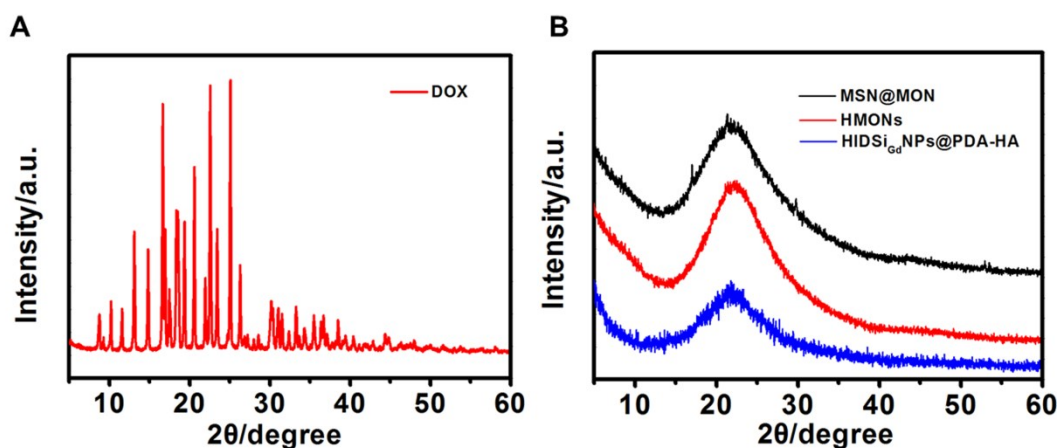 A
DOX
Intensity/a.u.
10 20 30 40 50 60
2θ/degree
B
MSN@MON
HMONs
HIDSi_GdNPs@PDA-HA
Intensity/a.u.
10 20 30 40 50 60
2θ/degree